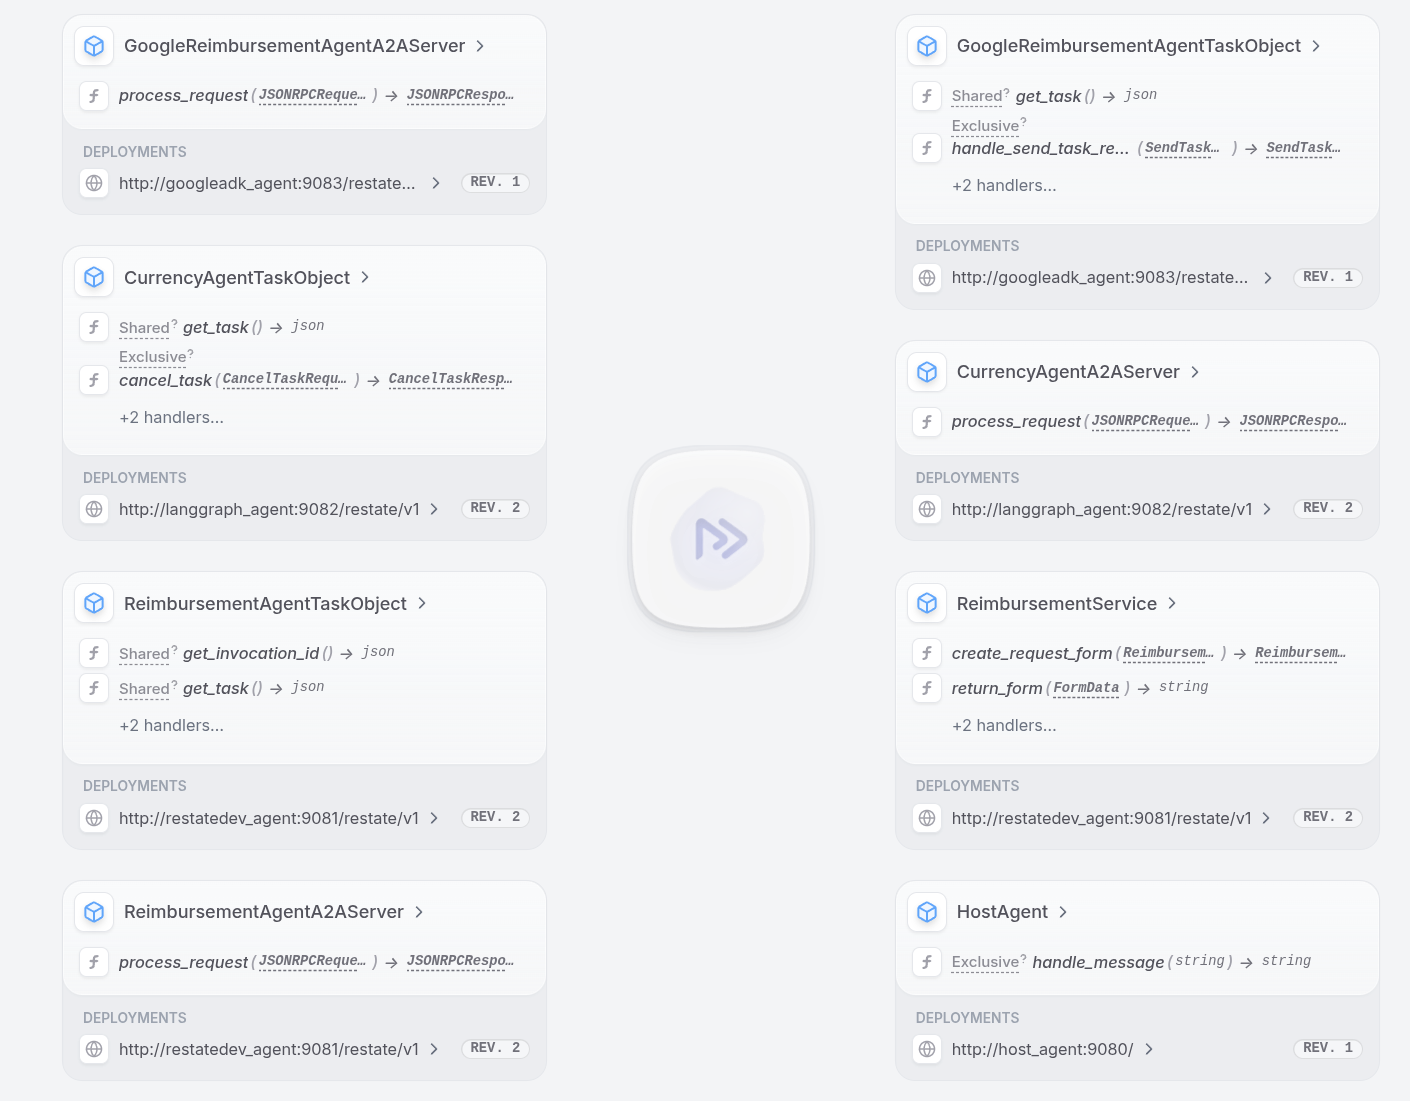 GoogleReimbursementAgentA2AServer
process_request ( JSONRPCReque… ) → JSONRPCRespo…
DEPLOYMENTS
http://googleadk_agent:9083/restate… REV. 1
CurrencyAgentTaskObject
Shared? get_task () → json
Exclusive?
cancel_task ( CancelTaskRequ… ) → CancelTaskResp…
+2 handlers…
DEPLOYMENTS
http://langgraph_agent:9082/restate/v1 REV. 2
ReimbursementAgentTaskObject
Shared? get_invocation_id () → json
Shared? get_task () → json
+2 handlers…
DEPLOYMENTS
http://restatedev_agent:9081/restate/v1 REV. 2
ReimbursementAgentA2AServer
process_request ( JSONRPCReque… ) → JSONRPCRespo…
DEPLOYMENTS
http://restatedev_agent:9081/restate/v1 REV. 2
GoogleReimbursementAgentTaskObject
Shared? get_task () → json
Exclusive?
handle_send_task_re… ( SendTask… ) → SendTask…
+2 handlers…
DEPLOYMENTS
http://googleadk_agent:9083/restate… REV. 1
CurrencyAgentA2AServer
process_request ( JSONRPCReque… ) → JSONRPCRespo…
DEPLOYMENTS
http://langgraph_agent:9082/restate/v1 REV. 2
ReimbursementService
create_request_form ( Reimbursem… ) → Reimbursem…
return_form ( FormData ) → string
+2 handlers…
DEPLOYMENTS
http://restatedev_agent:9081/restate/v1 REV. 2
HostAgent
Exclusive? handle_message ( string ) → string
DEPLOYMENTS
http://host_agent:9080/ REV. 1